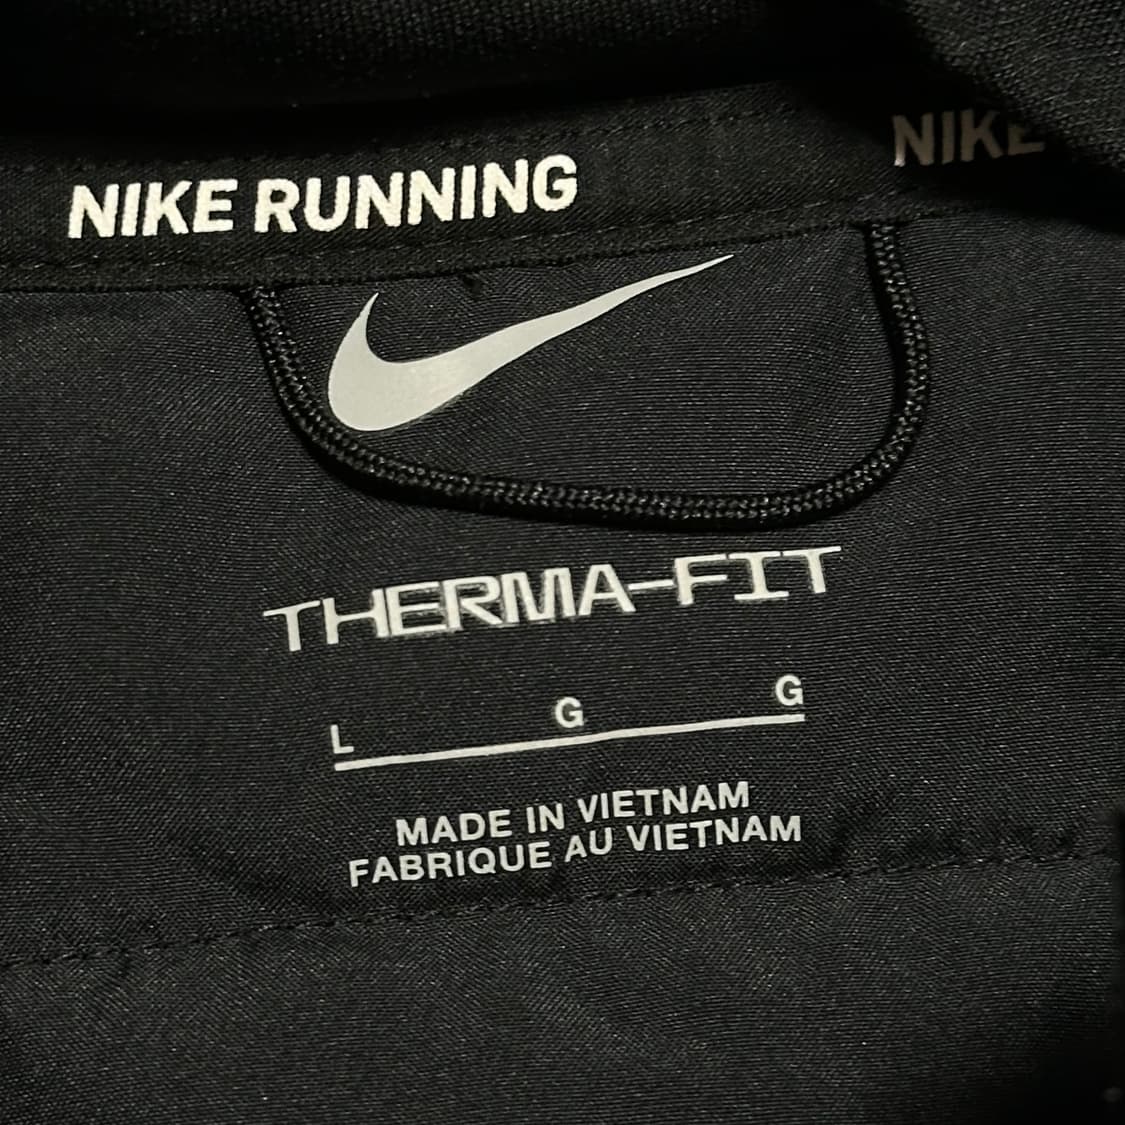 NIKE RUNNING NIKE
THERMA-FIT
L G G
MADE IN VIETNAM
FABRIQUE AU VIETNAM